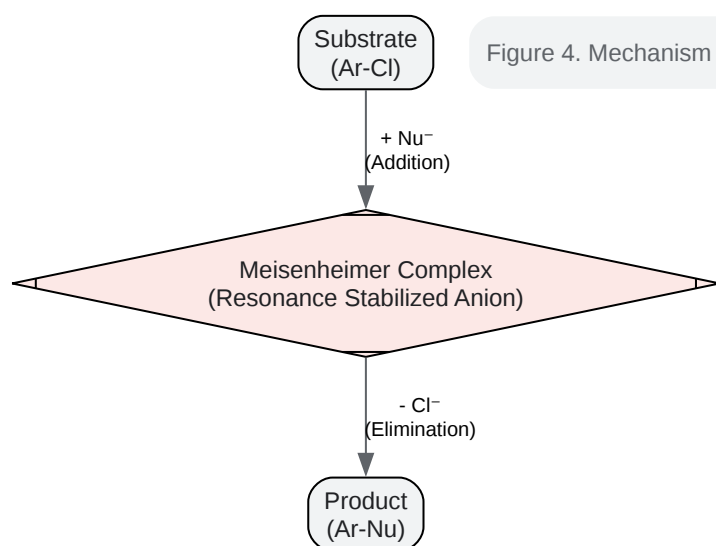 Substrate
(Ar-Cl)
Figure 4. Mechanism
+ Nu⁻
(Addition)
Meisenheimer Complex
(Resonance Stabilized Anion)
- Cl⁻
(Elimination)
Product
(Ar-Nu)